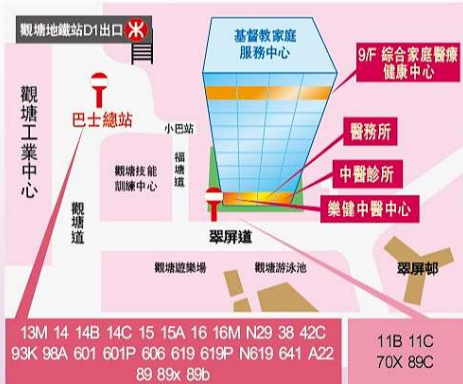 觀塘地鐵站D1出口
基督教家庭
服務中心
9/F 綜合家庭醫療
健康中心
觀塘工業中心
巴士總站
小巴站
醫務所
福塘道
觀塘技能
訓練中心
中醫診所
樂健中醫中心
觀塘道
翠屏道
觀塘遊樂場
觀塘游泳池
翠屏邨
13M 14 14B 14C 15 15A 16 16M N29 38 42C
93K 98A 601 601P 606 619 619P N619 641 A22
89 89x 89b
11B 11C
70X 89C